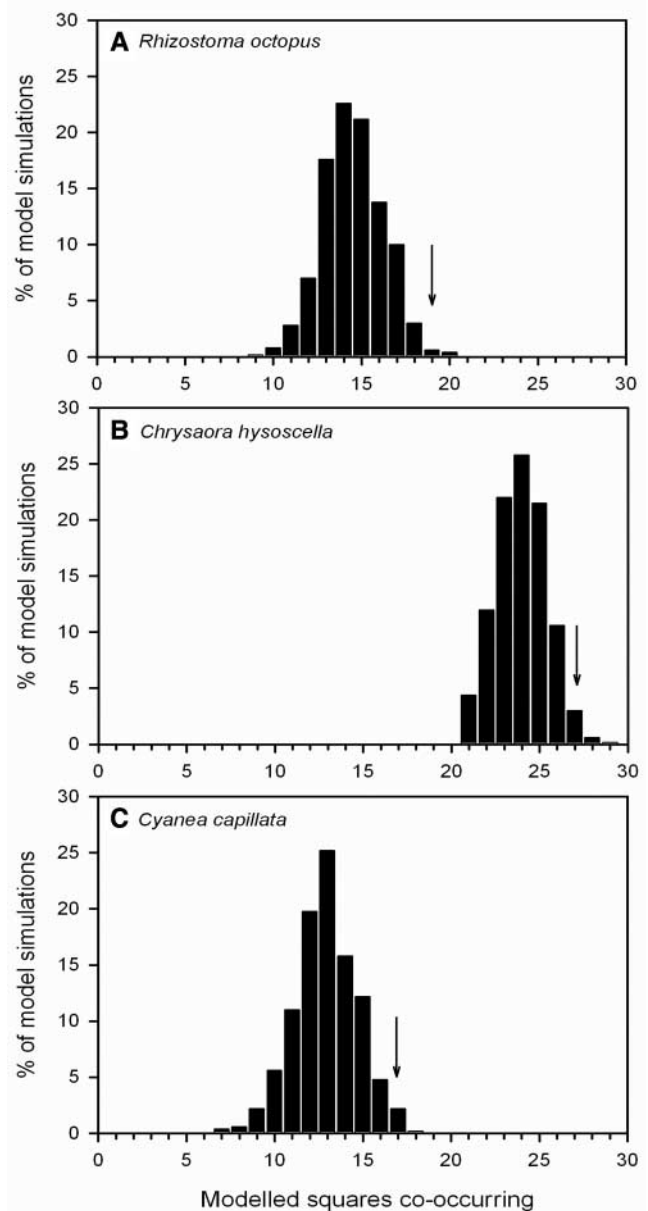 30
A Rhizostoma octopus
25
20
15
10
5
0
% of model simulations
0 5 10 15 20 25 30
30
B Chrysaora hysoscella
25
20
15
10
5
0
% of model simulations
0 5 10 15 20 25 30
30
C Cyanea capillata
25
20
15
10
5
0
% of model simulations
0 5 10 15 20 25 30
Modelled squares co-occurring